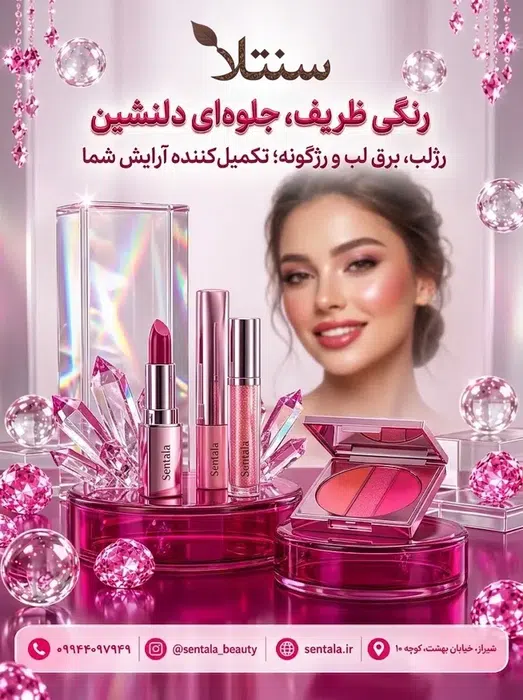 سنتلا
رنگی ظریف، جلوه‌ای دلنشین
رژلب، برق لب و رژگونه؛ تکمیل‌کننده آرایش شما
Sentala
Sentala
Sentala
۰۹۹۴۴۰۹۷۹۴۹
@sentala_beauty
sentala.ir
شیراز، خیابان بهشت، کوچه ۱۰